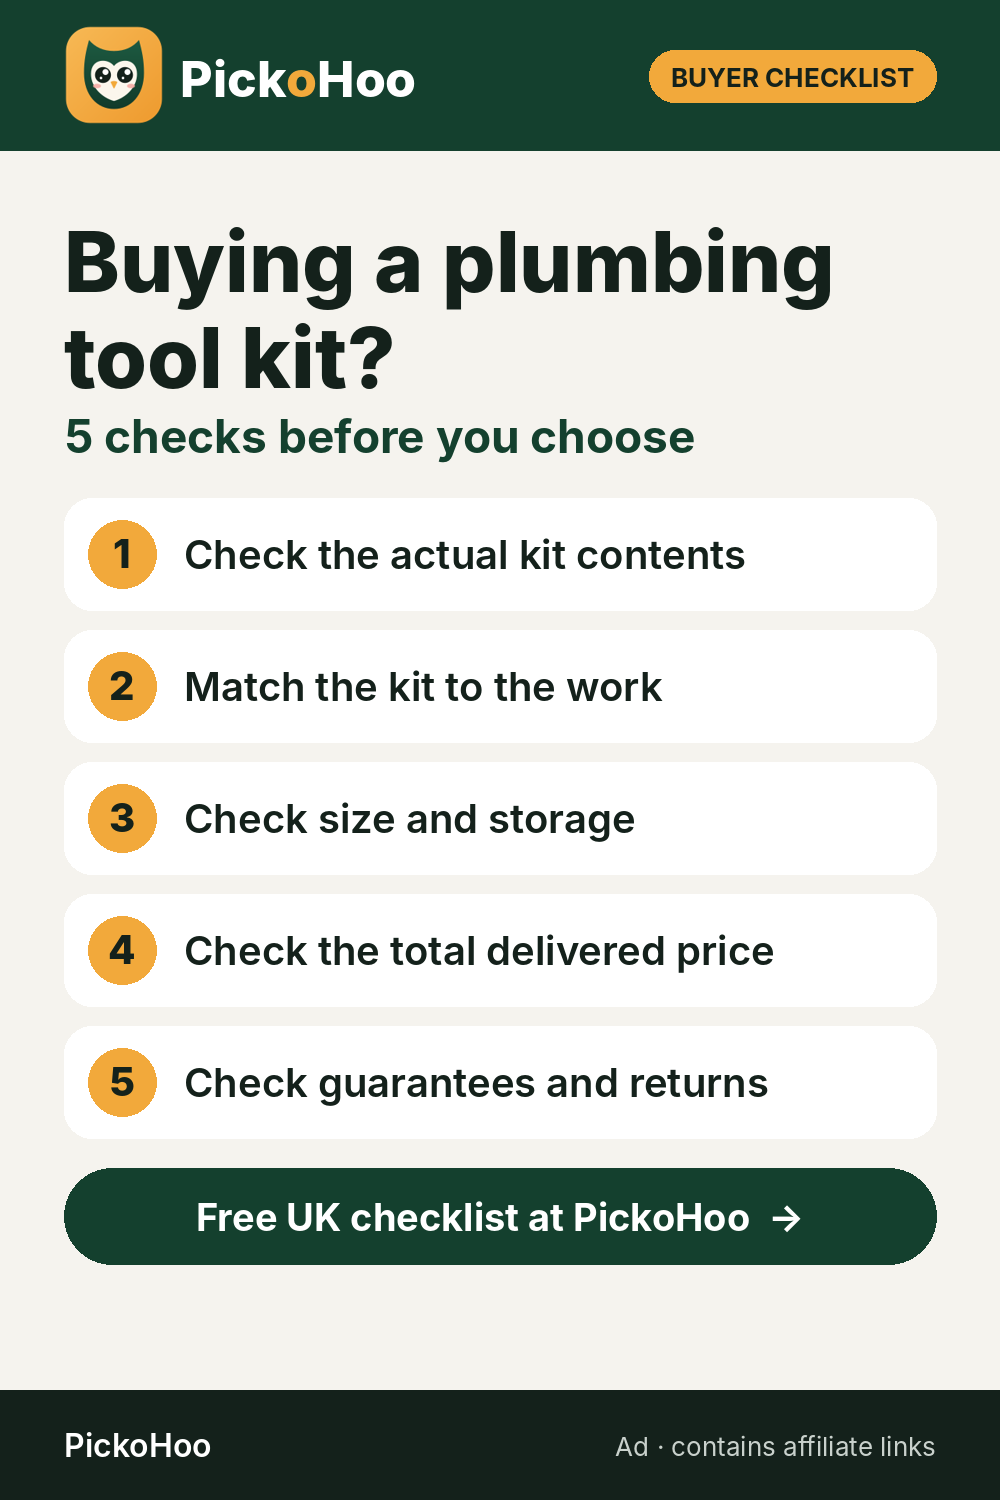 PickoHoo
BUYER CHECKLIST
Buying a plumbing
tool kit?
5 checks before you choose
1 Check the actual kit contents
2 Match the kit to the work
3 Check size and storage
4 Check the total delivered price
5 Check guarantees and returns
Free UK checklist at PickoHoo →
PickoHoo
Ad · contains affiliate links